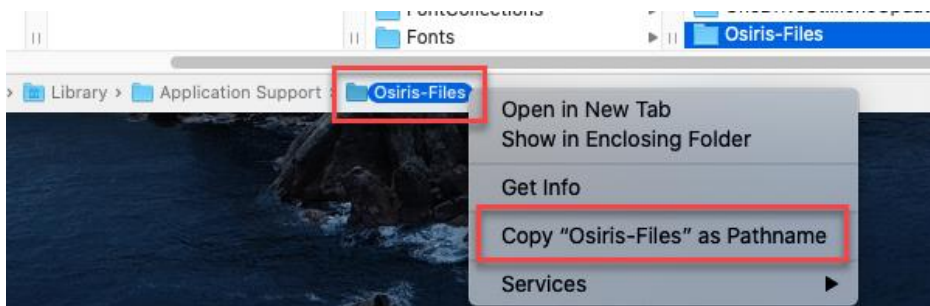 Fonts
Osiris-Files
Library › Application Support › Osiris-Files
Open in New Tab
Show in Enclosing Folder
Get Info
Copy “Osiris-Files” as Pathname
Services